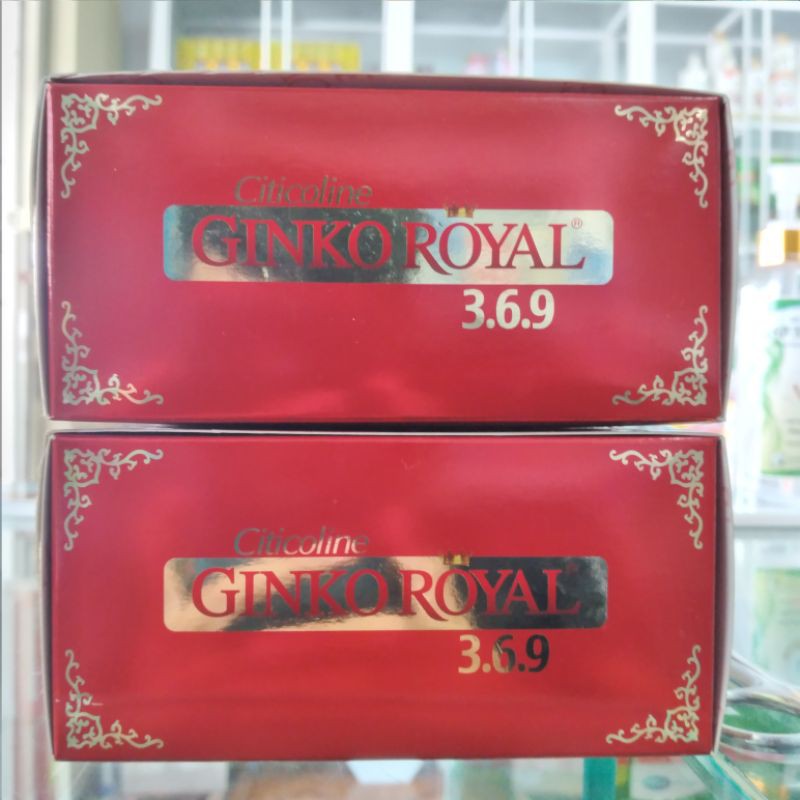 Citicoline
GINKO ROYAL®
3.6.9
Citicoline
GINKO ROYAL
3.6.9